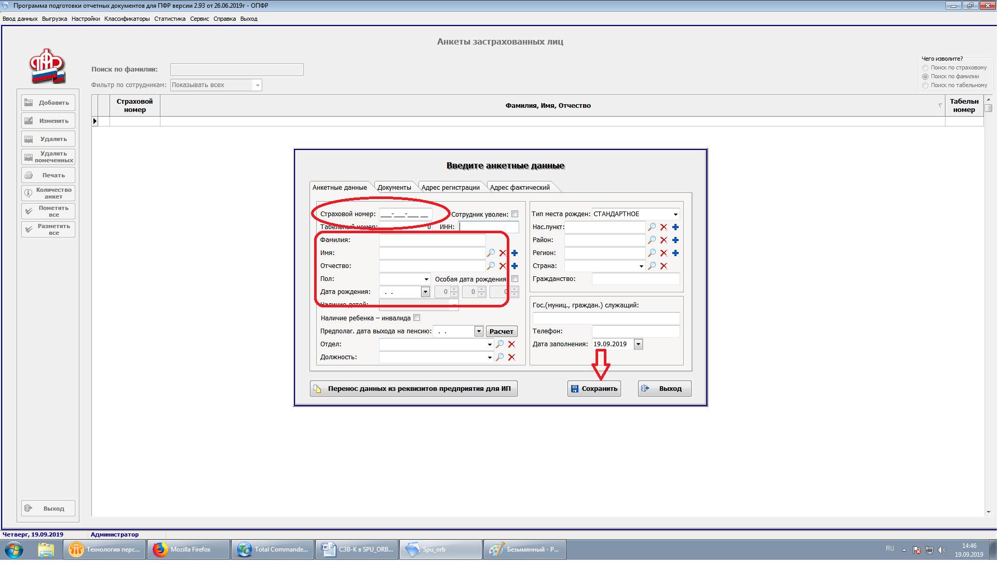 Программа подготовки отчетных документов для ПФР версии 2.93 от 26.06.2019г - ОПФР
Ввод данных Выгрузка Настройки Классификаторы Статистика Сервис Справка Выход
Анкеты застрахованных лиц
Чего изволите?
Поиск по страховому
Поиск по фамилии
Поиск по табельному
Поиск по фамилии:
Фильтр по сотрудникам: Показывать всех
Добавить
Изменить
Удалить
Удалить
помеченных
Печать
Количество
анкет
Пометить
все
Разметить
все
Выход
Страховой
номер
Фамилия, Имя, Отчество
Табельн
номер
Введите анкетные данные
Анкетные данные Документы Адрес регистрации Адрес фактический
Страховой номер: ___-___-___ __ Сотрудник уволен:
Табельный номер: 0 ИНН:
Фамилия:
Имя:
Отчество:
Пол: Особая дата рождения
Дата рождения: . . 0 0 0
Наличие детей:
Наличие ребенка – инвалида
Предполаг. дата выхода на пенсию: . . Расчет
Отдел:
Должность:
Тип места рожден: СТАНДАРТНОЕ
Нас.пункт:
Район:
Регион:
Страна:
Гражданство:
Гос.(муниц., граждан.) служащий:
Телефон:
Дата заполнения: 19.09.2019
Перенос данных из реквизитов предприятия для ИП
Сохранить
Выход
Четверг, 19.09.2019 Администратор
Технология перс...
Mozilla Firefox
Total Commande...
СЗВ-К в SPU_ORB...
Spu_orb
Безымянный - P...
RU
14:46
19.09.2019